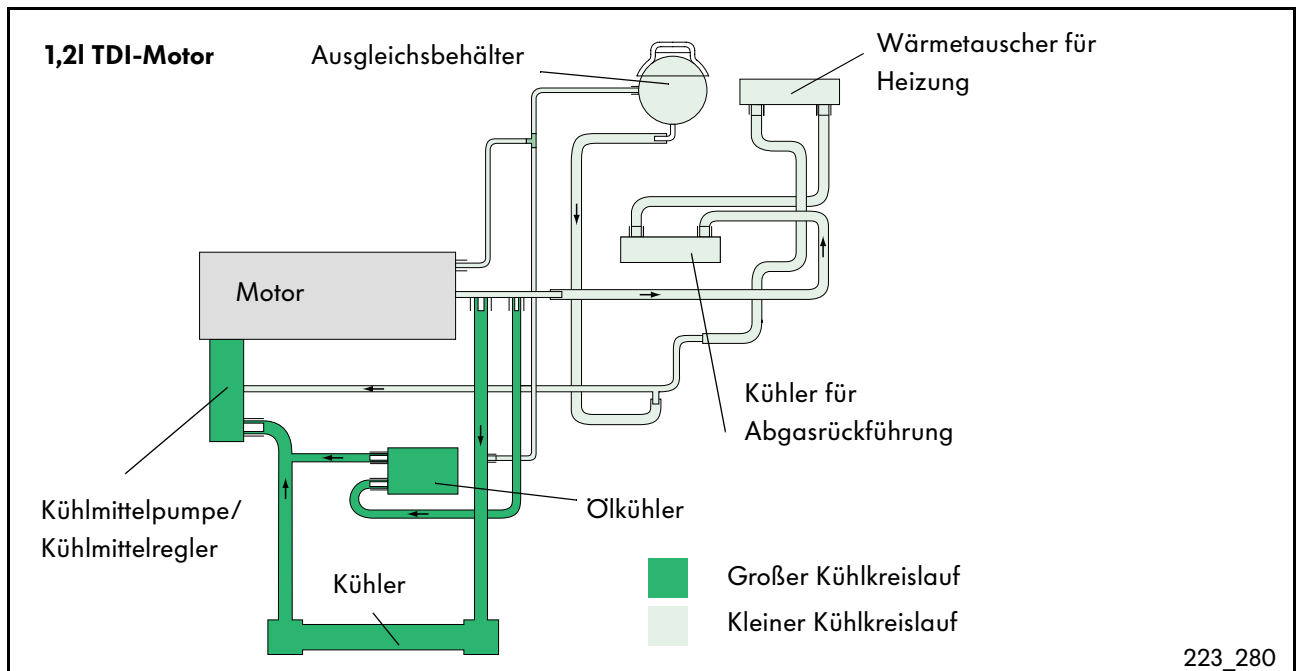 1,2l TDI-Motor
Ausgleichsbehälter
Wärmetauscher für
Heizung
Motor
Kühler für
Abgasrückführung
Kühlmittelpumpe/
Kühlmittelregler
Ölkühler
Kühler
Großer Kühlkreislauf
Kleiner Kühlkreislauf
223_280